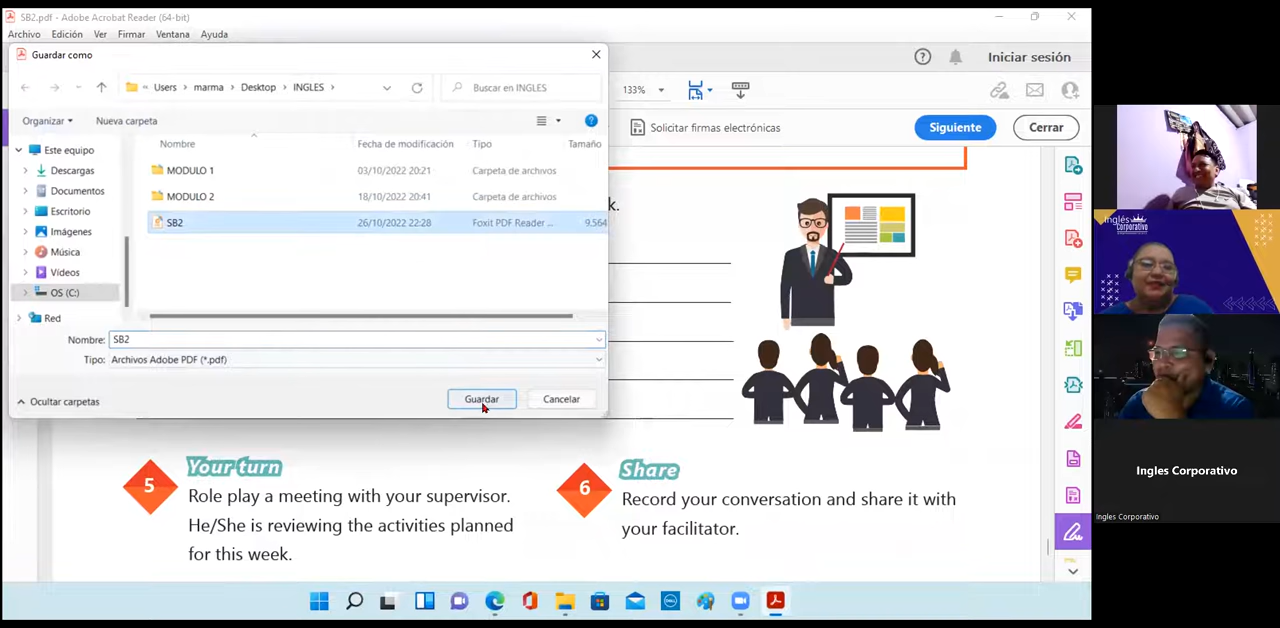 SB2.pdf - Adobe Acrobat Reader (64-bit)
Archivo Edición Ver Firmar Ventana Ayuda
Iniciar sesión
Guardar como
« Users > marma > Desktop > INGLES >
Buscar en INGLES
133%
Organizar
Nueva carpeta
Solicitar firmas electrónicas
Siguiente
Cerrar
Este equipo
Descargas
Documentos
Escritorio
Imágenes
Música
Vídeos
OS (C:)
Red
Nombre Fecha de modificación Tipo Tamaño
MODULO 1 03/10/2022 20:21 Carpeta de archivos
MODULO 2 18/10/2022 20:41 Carpeta de archivos
SB2 26/10/2022 22:28 Foxit PDF Reader ... 9.564
k.
Nombre: SB2
Tipo: Archivos Adobe PDF (*.pdf)
Ocultar carpetas
Guardar
Cancelar
5
Your turn
Role play a meeting with your supervisor.
He/She is reviewing the activities planned
for this week.
6
Share
Record your conversation and share it with
your facilitator.
Inglés
Corporativo
Ingles Corporativo
Ingles Corporativo
DELL